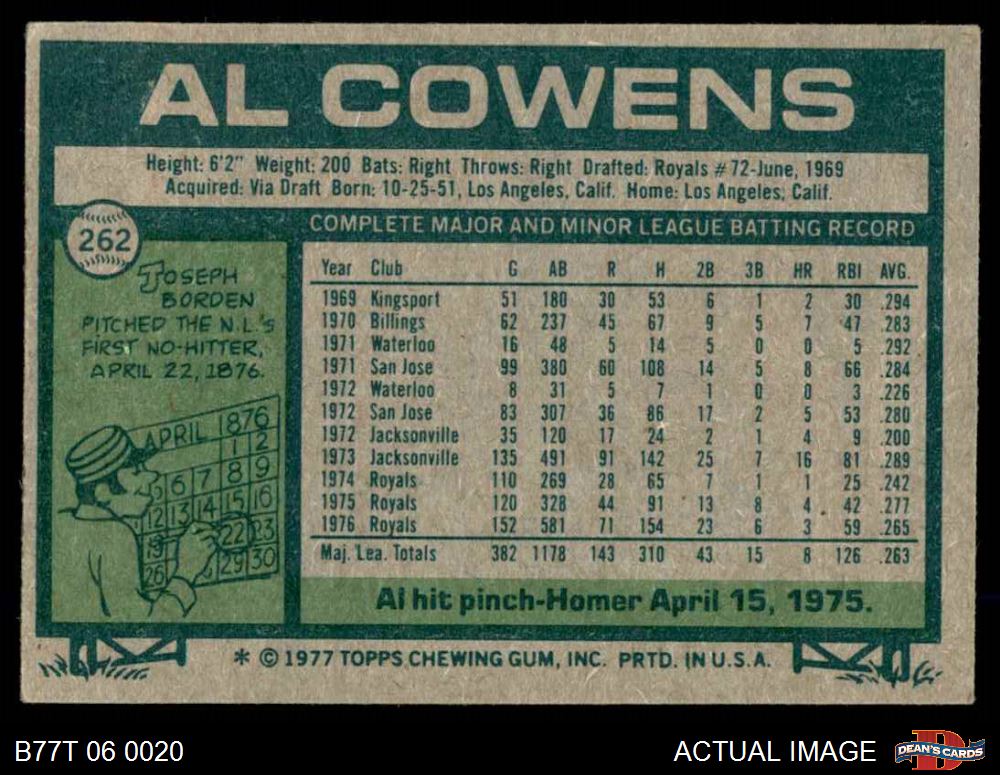 AL COWENS
Height: 6'2" Weight: 200 Bats: Right Throws: Right Drafted: Royals #72-June, 1969
Acquired: Via Draft Born: 10-25-51, Los Angeles, Calif. Home: Los Angeles, Calif.
262
COMPLETE MAJOR AND MINOR LEAGUE BATTING RECORD
JOSEPH
BORDEN
PITCHED THE N.L.'s
FIRST NO-HITTER,
APRIL 22, 1876.
APRIL 1876
1 2
5 6 7 8 9
12 13 14 15 16
19 22 23
26 29 30
Year Club G AB R H 2B 3B HR RBI AVG.
1969 Kingsport 51 180 30 53 6 1 2 30 .294
1970 Billings 62 237 45 67 9 5 7 47 .283
1971 Waterloo 16 48 5 14 5 0 0 5 .292
1971 San Jose 99 380 60 108 14 5 8 66 .284
1972 Waterloo 8 31 5 7 1 0 0 3 .226
1972 San Jose 83 307 36 86 17 2 5 53 .280
1972 Jacksonville 35 120 17 24 2 1 4 9 .200
1973 Jacksonville 135 491 91 142 25 7 16 81 .289
1974 Royals 110 269 28 65 7 1 1 25 .242
1975 Royals 120 328 44 91 13 8 4 42 .277
1976 Royals 152 581 71 154 23 6 3 59 .265
Maj. Lea. Totals 382 1178 143 310 43 15 8 126 .263
Al hit pinch-Homer April 15, 1975.
* © 1977 TOPPS CHEWING GUM, INC. PRTD. IN U.S.A.
B77T 06 0020
ACTUAL IMAGE
D
DEAN'S CARDS